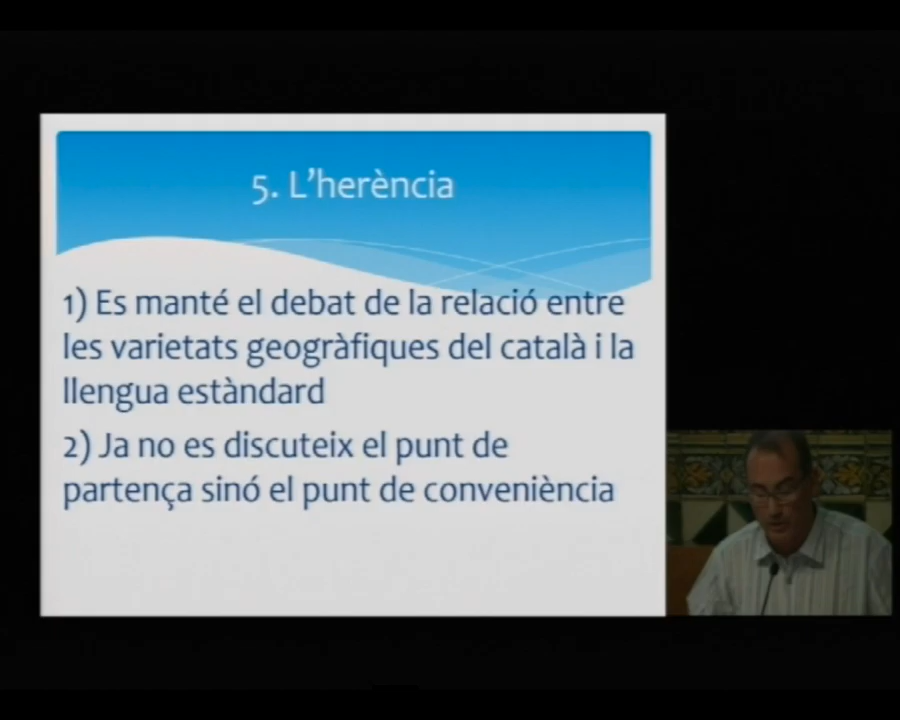 5. L'herència
1) Es manté el debat de la relació entre
les varietats geogràfiques del català i la
llengua estàndard
2) Ja no es discuteix el punt de
partença sinó el punt de conveniència